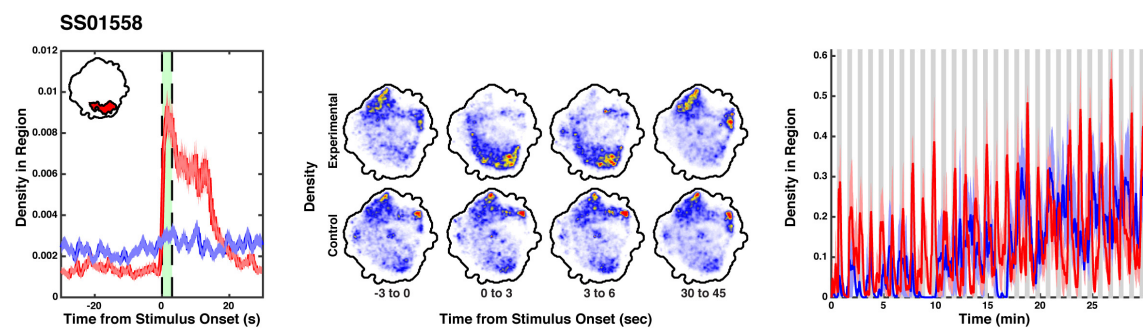 SS01558
Density in Region
0.012
0.01
0.008
0.006
0.004
0.002
0
-20
0
20
Time from Stimulus Onset (s)
Density
Experimental
Control
-3 to 0
0 to 3
3 to 6
30 to 45
Time from Stimulus Onset (sec)
Density in Region
0.6
0.5
0.4
0.3
0.2
0.1
0
0
5
10
15
20
25
Time (min)